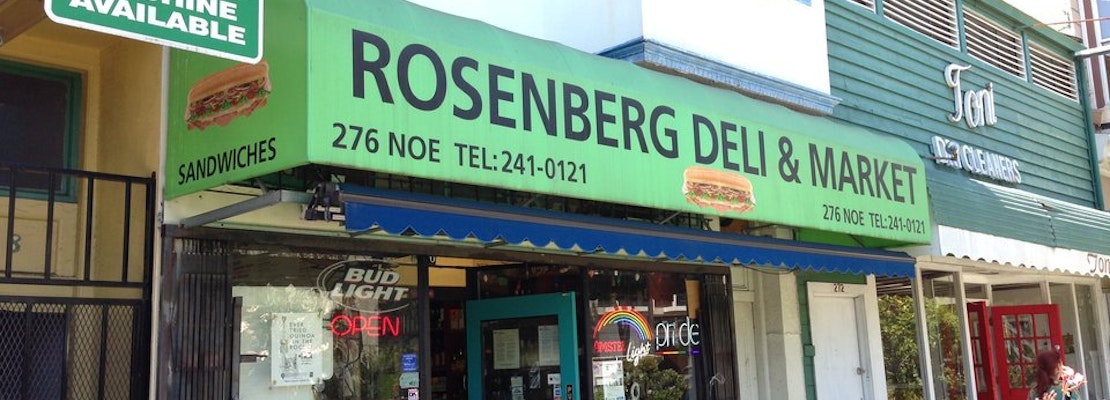 AVAILABLE
ROSENBERG DELI & MARKET
276 NOE TEL:241-0121
SANDWICHES
276 NOE TEL:241-0121
Toni
CLEANERS
BUD
LIGHT
OPEN
light
pride
272